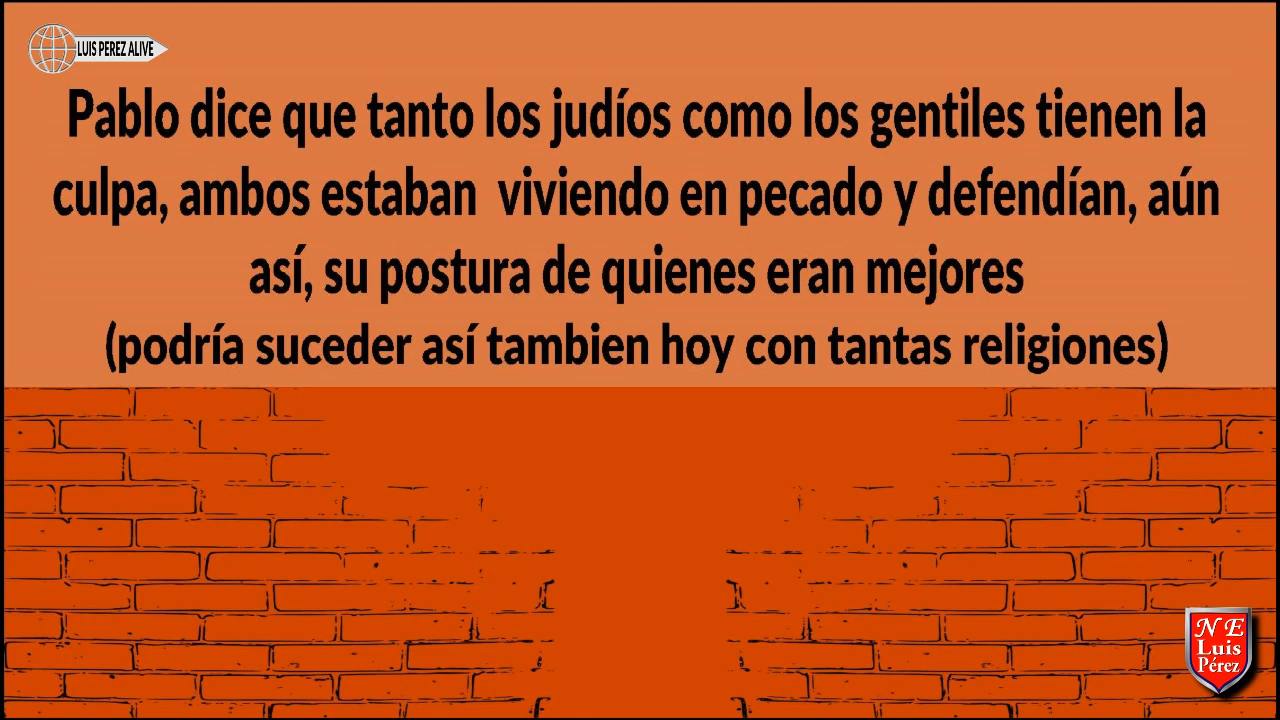 LUIS PEREZ ALIVE
Pablo dice que tanto los judíos como los gentiles tienen la
culpa, ambos estaban viviendo en pecado y defendían, aún
así, su postura de quienes eran mejores
(podría suceder así tambien hoy con tantas religiones)
N E
Luis
Pérez